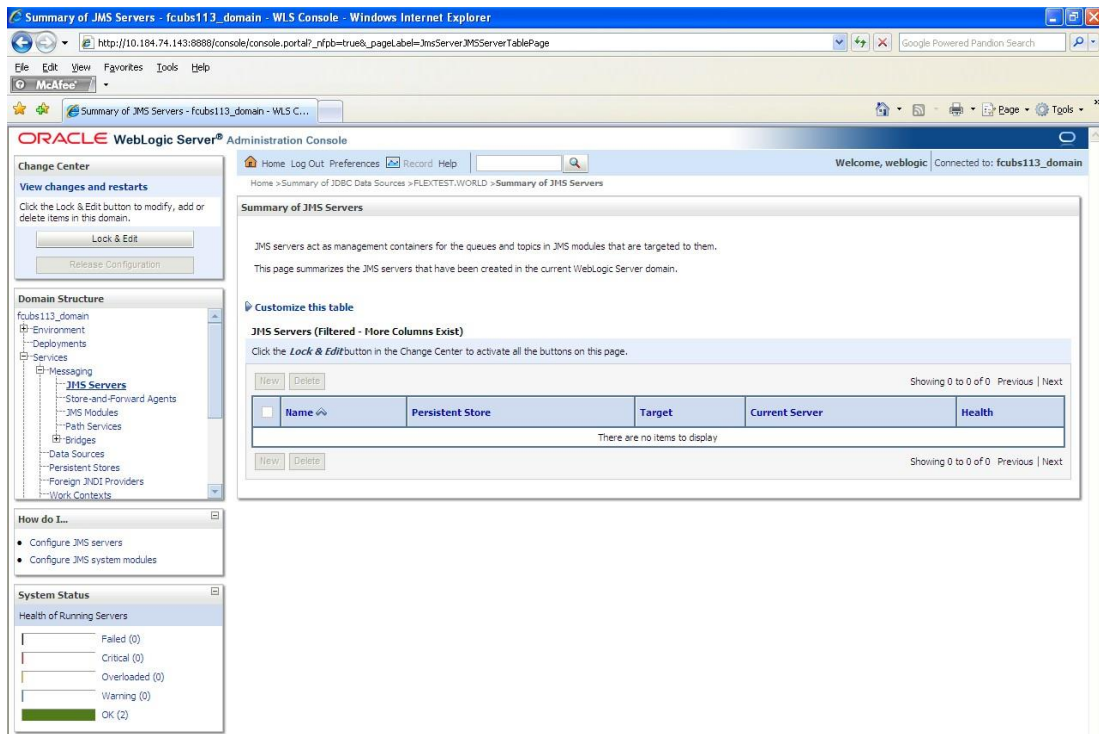 Summary of JMS Servers - fcubs113_domain - WLS Console - Windows Internet Explorer
http://10.184.74.143:8888/console/console.portal?_nfpb=true&_pageLabel=JmsServerJMSServerTablePage
Google Powered Pandion Search
File Edit View Favorites Tools Help
McAfee
Summary of JMS Servers - fcubs113_domain - WLS C...
Page Tools
ORACLE WebLogic Server® Administration Console
Change Center
View changes and restarts
Click the Lock & Edit button to modify, add or
delete items in this domain.
Lock & Edit
Release Configuration
Domain Structure
fcubs113_domain
Environment
Deployments
Services
Messaging
JMS Servers
Store-and-Forward Agents
JMS Modules
Path Services
Bridges
Data Sources
Persistent Stores
Foreign JNDI Providers
Work Contexts
How do I...
Configure JMS servers
Configure JMS system modules
System Status
Health of Running Servers
Failed (0)
Critical (0)
Overloaded (0)
Warning (0)
OK (2)
Home Log Out Preferences Record Help
Welcome, weblogic Connected to: fcubs113_domain
Home >Summary of JDBC Data Sources >FLEXTEST.WORLD >Summary of JMS Servers
Summary of JMS Servers
JMS servers act as management containers for the queues and topics in JMS modules that are targeted to them.
This page summarizes the JMS servers that have been created in the current WebLogic Server domain.
Customize this table
JMS Servers (Filtered - More Columns Exist)
Click the Lock & Edit button in the Change Center to activate all the buttons on this page.
New Delete Showing 0 to 0 of 0 Previous | Next
Name Persistent Store Target Current Server Health
There are no items to display
New Delete Showing 0 to 0 of 0 Previous | Next